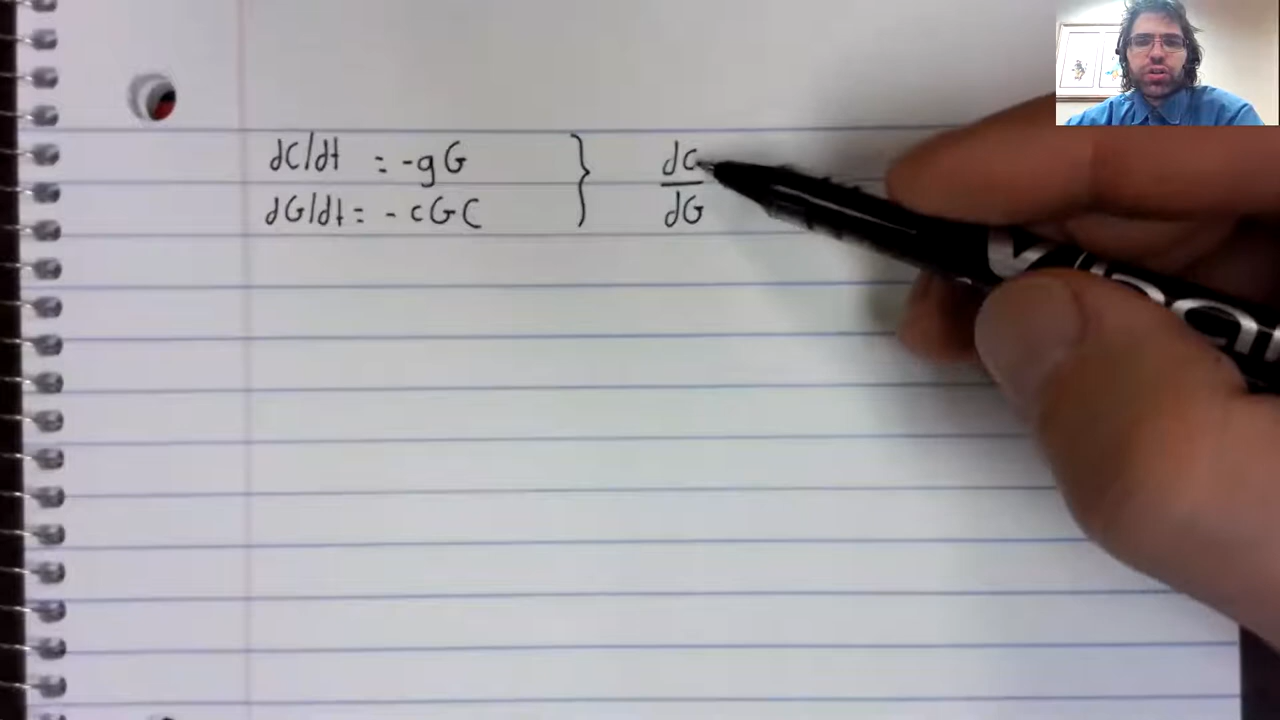 dC/dt = -gG
dG/dt = - cGC
}
dC
dG